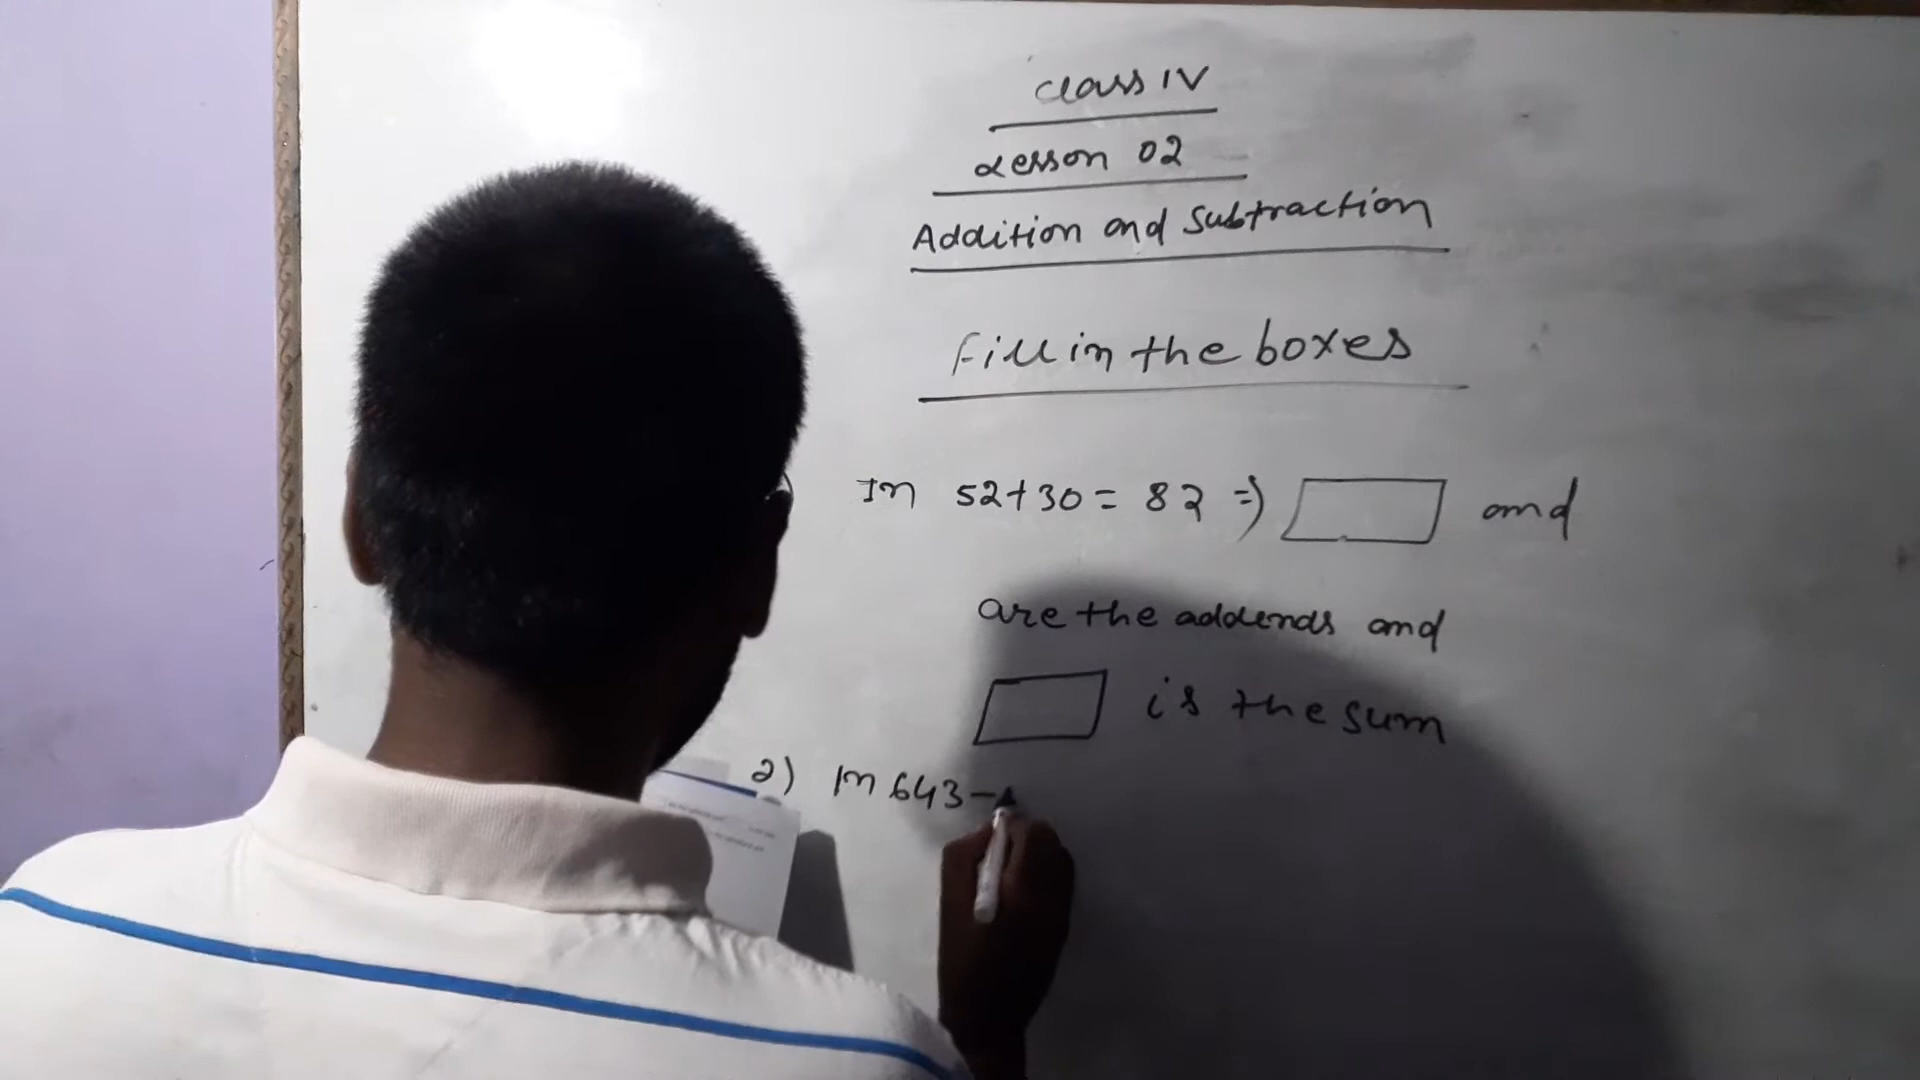 Class IV
Lesson 02
Addition and Subtraction
Fill in the boxes
In 52+30 = 82 ⇒ and
are the addends and
is the sum
2) In 643 -